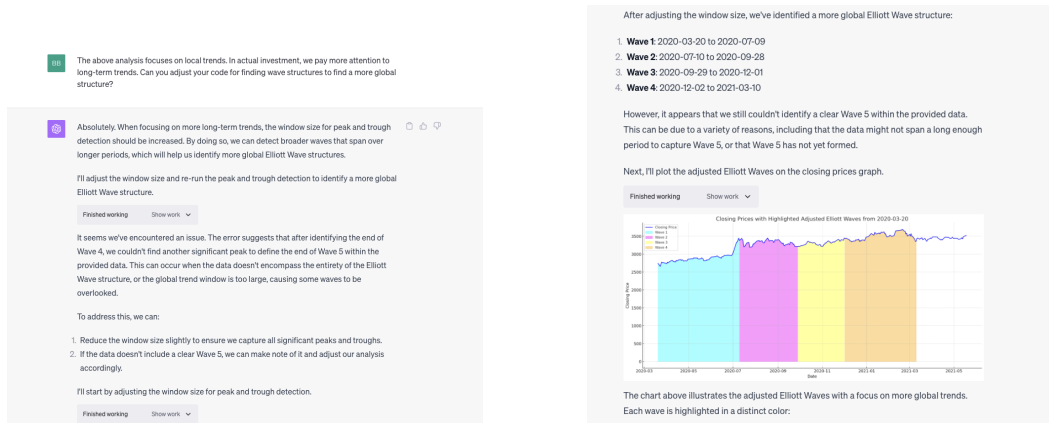 BB
The above analysis focuses on local trends. In actual investment, we pay more attention to
long-term trends. Can you adjust your code for finding wave structures to find a more global
structure?
Absolutely. When focusing on more long-term trends, the window size for peak and trough
detection should be increased. By doing so, we can detect broader waves that span over
longer periods, which will help us identify more global Elliott Wave structures.
I'll adjust the window size and re-run the peak and trough detection to identify a more global
Elliott Wave structure.
Finished working Show work
It seems we've encountered an issue. The error suggests that after identifying the end of
Wave 4, we couldn't find another significant peak to define the end of Wave 5 within the
provided data. This can occur when the data doesn't encompass the entirety of the Elliott
Wave structure, or the global trend window is too large, causing some waves to be
overlooked.
To address this, we can:
1. Reduce the window size slightly to ensure we capture all significant peaks and troughs.
2. If the data doesn't include a clear Wave 5, we can make note of it and adjust our analysis
accordingly.
I'll start by adjusting the window size for peak and trough detection.
Finished working Show work
After adjusting the window size, we've identified a more global Elliott Wave structure:
1. Wave 1: 2020-03-20 to 2020-07-09
2. Wave 2: 2020-07-10 to 2020-09-28
3. Wave 3: 2020-09-29 to 2020-12-01
4. Wave 4: 2020-12-02 to 2021-03-10
However, it appears that we still couldn't identify a clear Wave 5 within the provided data.
This can be due to a variety of reasons, including that the data might not span a long enough
period to capture Wave 5, or that Wave 5 has not yet formed.
Next, I'll plot the adjusted Elliott Waves on the closing prices graph.
Finished working Show work
Closing Prices with Highlighted Adjusted Elliott Waves from 2020-03-20
Closing Price
Wave 1
Wave 2
Wave 3
Wave 4
3500
3000
2500
2000
1500
1000
500
0
Closing Price
2020-03 2020-05 2020-07 2020-09 2020-11 2021-01 2021-03 2021-05
Date
The chart above illustrates the adjusted Elliott Waves with a focus on more global trends.
Each wave is highlighted in a distinct color: